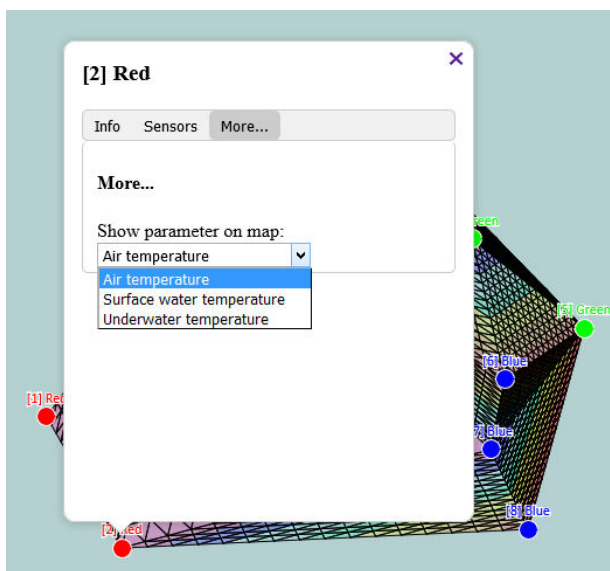 ×
[2] Red
Info Sensors More...
More...
Show parameter on map:
Air temperature
Air temperature
Surface water temperature
Underwater temperature
[5] Green
[6] Blue
[1] Red
[8] Blue
[2] Red